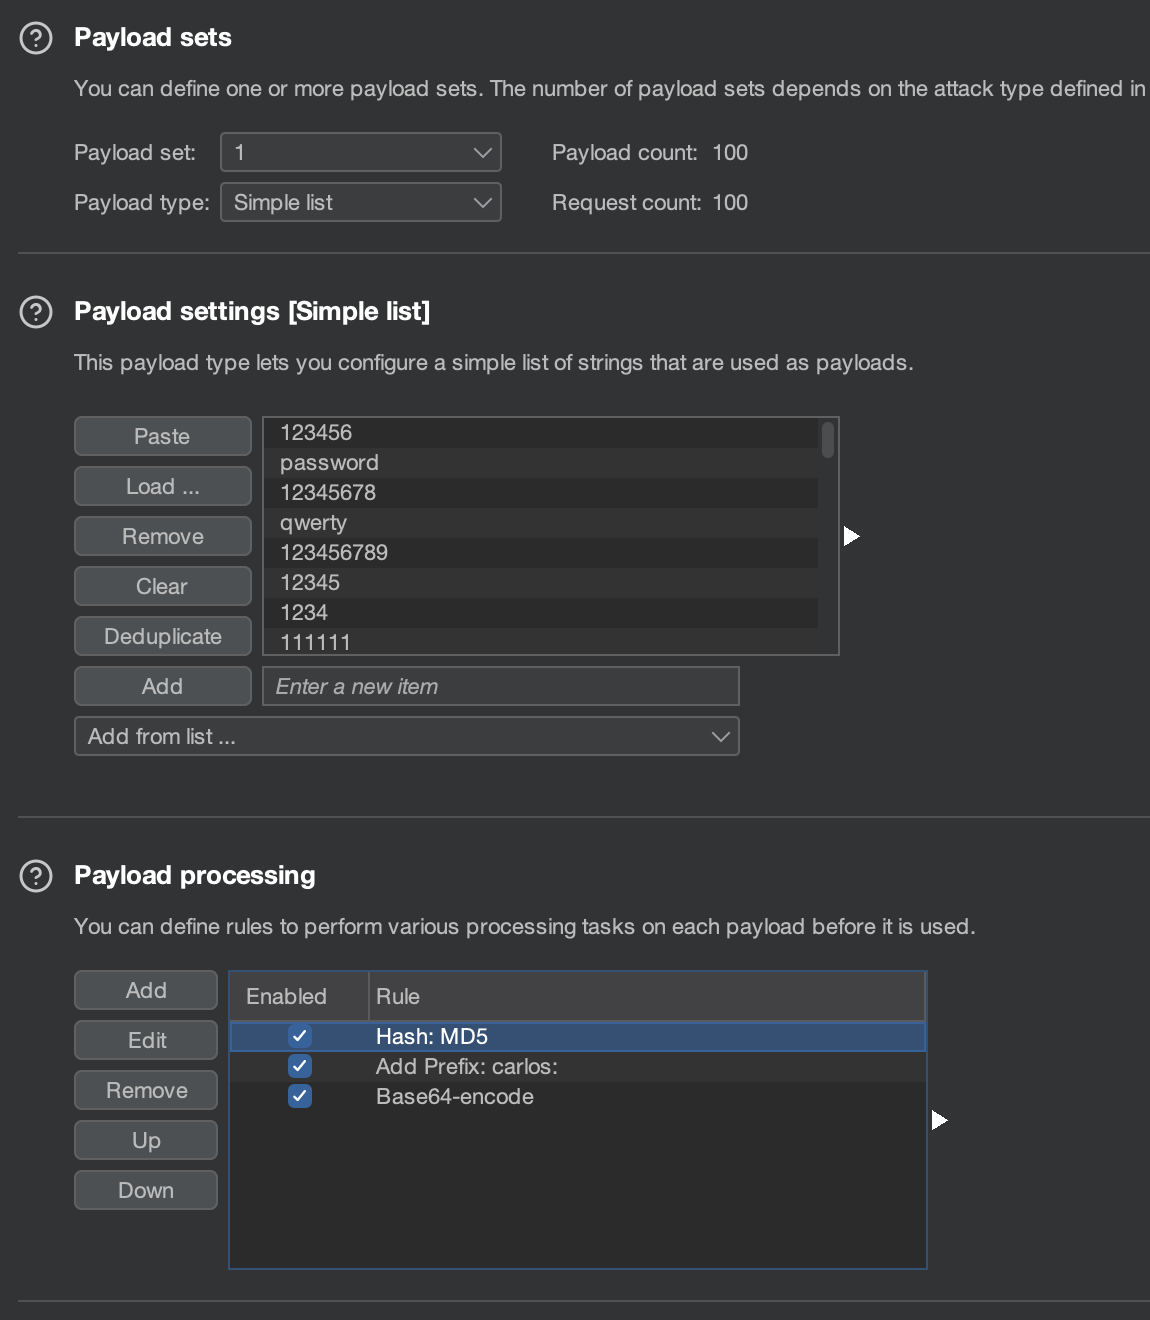 Payload sets
You can define one or more payload sets. The number of payload sets depends on the attack type defined in
Payload set: 1 Payload count: 100
Payload type: Simple list Request count: 100
Payload settings [Simple list]
This payload type lets you configure a simple list of strings that are used as payloads.
Paste
Load ...
Remove
Clear
Deduplicate
123456
password
12345678
qwerty
123456789
12345
1234
111111
Add Enter a new item
Add from list ...
Payload processing
You can define rules to perform various processing tasks on each payload before it is used.
Add
Edit
Remove
Up
Down
Enabled Rule
Hash: MD5
Add Prefix: carlos:
Base64-encode